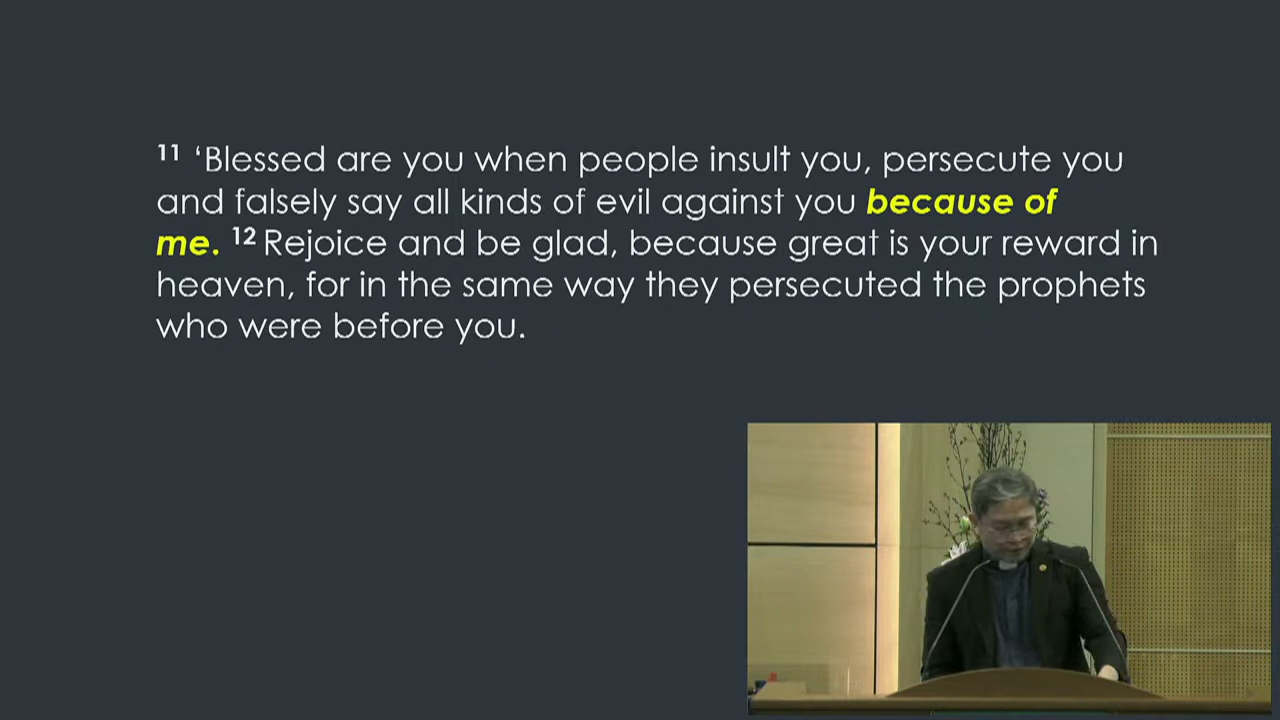 11 ‘Blessed are you when people insult you, persecute you
and falsely say all kinds of evil against you because of
me. 12 Rejoice and be glad, because great is your reward in
heaven, for in the same way they persecuted the prophets
who were before you.